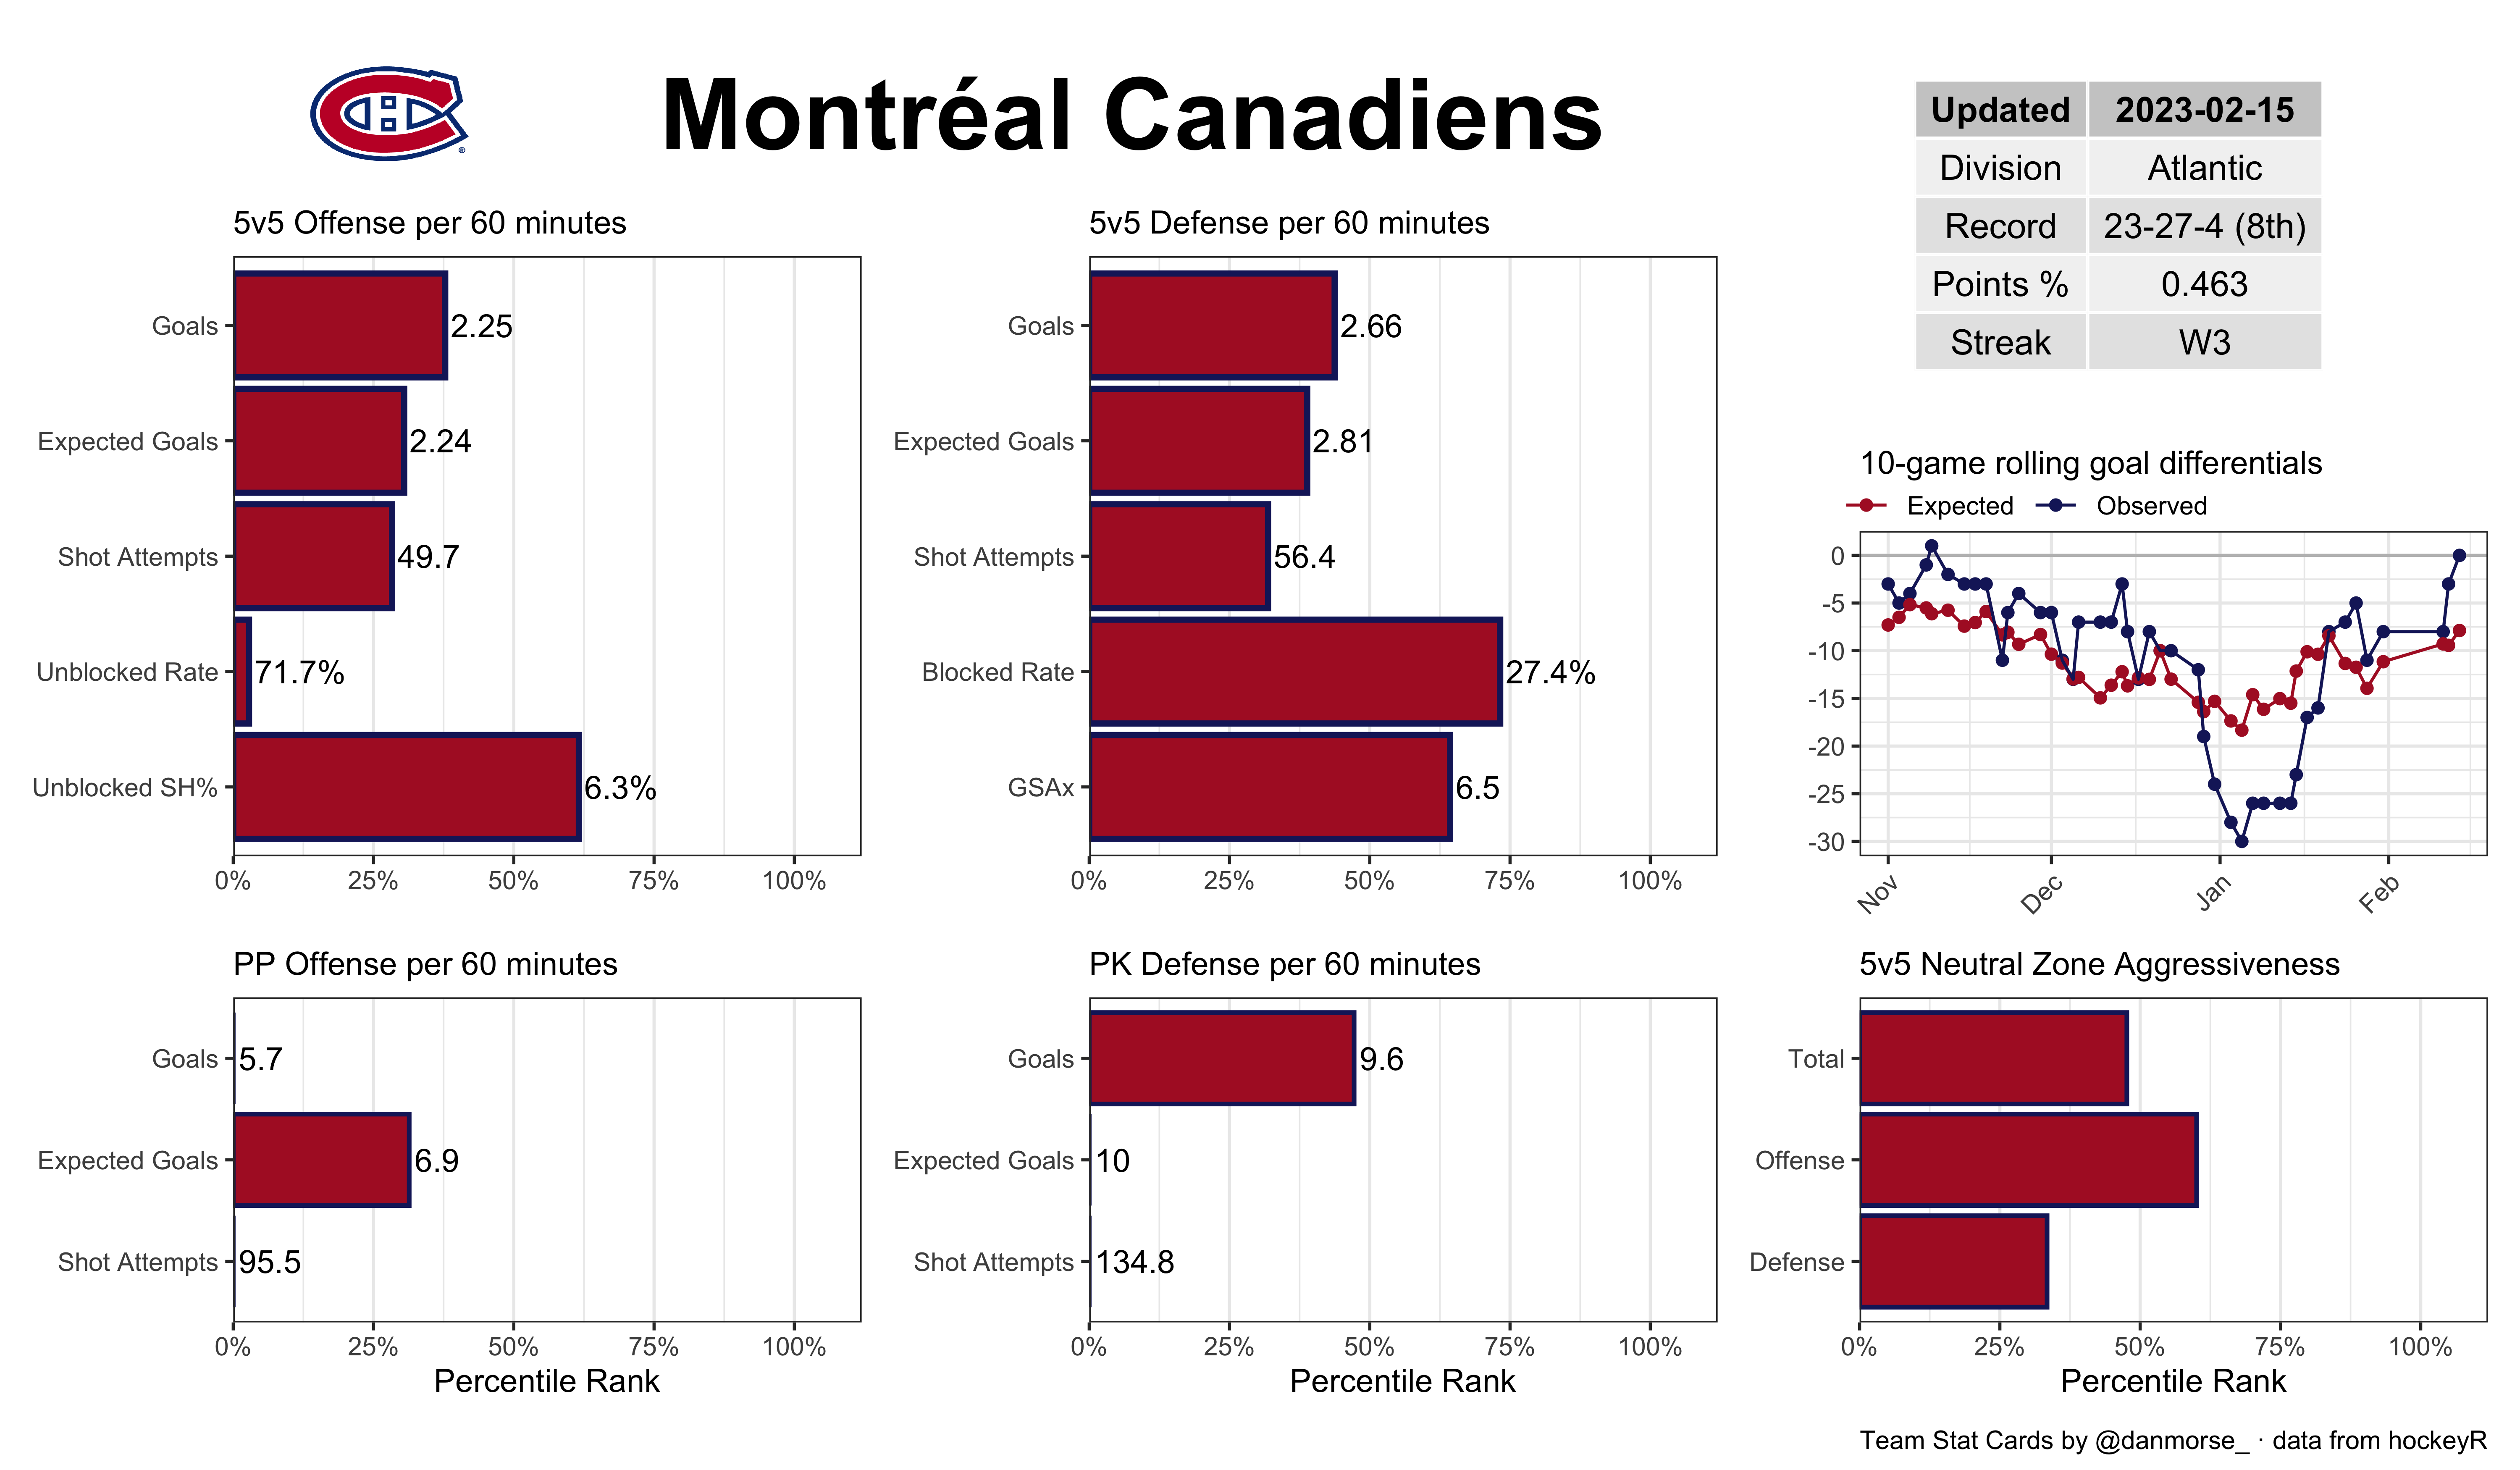 Montréal Canadiens
Updated 2023-02-15
Division Atlantic
Record 23-27-4 (8th)
Points % 0.463
Streak W3
5v5 Offense per 60 minutes
Goals 2.25
Expected Goals 2.24
Shot Attempts 49.7
Unblocked Rate 71.7%
Unblocked SH% 6.3%
0% 25% 50% 75% 100%
5v5 Defense per 60 minutes
Goals 2.66
Expected Goals 2.81
Shot Attempts 56.4
Blocked Rate 27.4%
GSAx 6.5
0% 25% 50% 75% 100%
10-game rolling goal differentials
Expected Observed
0
-5
-10
-15
-20
-25
-30
Nov Dec Jan Feb
PP Offense per 60 minutes
Goals 5.7
Expected Goals 6.9
Shot Attempts 95.5
0% 25% 50% 75% 100%
Percentile Rank
PK Defense per 60 minutes
Goals 9.6
Expected Goals 10
Shot Attempts 134.8
0% 25% 50% 75% 100%
Percentile Rank
5v5 Neutral Zone Aggressiveness
Total
Offense
Defense
0% 25% 50% 75% 100%
Percentile Rank
Team Stat Cards by @danmorse_ · data from hockeyR